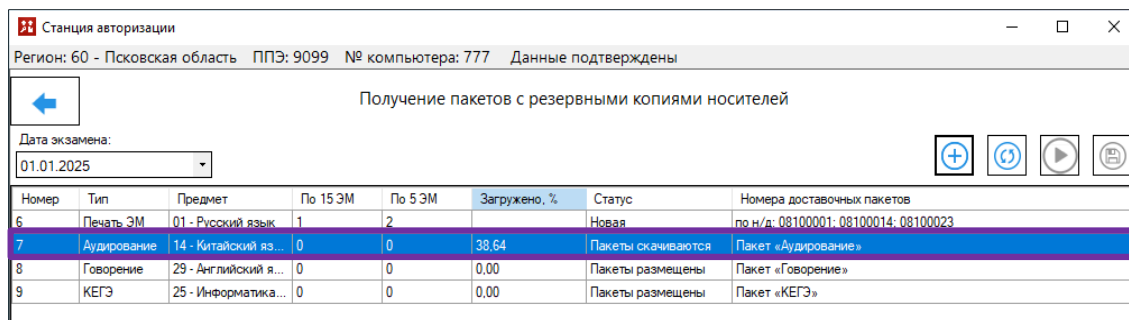 Станция авторизации
Регион: 60 - Псковская область ППЭ: 9099 № компьютера: 777 Данные подтверждены
Получение пакетов с резервными копиями носителей
Дата экзамена:
01.01.2025
Номер Тип Предмет По 15 ЭМ По 5 ЭМ Загружено, % Статус Номера доставочных пакетов
6 Печать ЭМ 01 - Русский язык 1 2 Новая по н/д: 08100001; 08100014; 08100023
7 Аудирование 14 - Китайский яз... 0 0 38,64 Пакеты скачиваются Пакет «Аудирование»
8 Говорение 29 - Английский я... 0 0 0,00 Пакеты размещены Пакет «Говорение»
9 КЕГЭ 25 - Информатика... 0 0 0,00 Пакеты размещены Пакет «КЕГЭ»